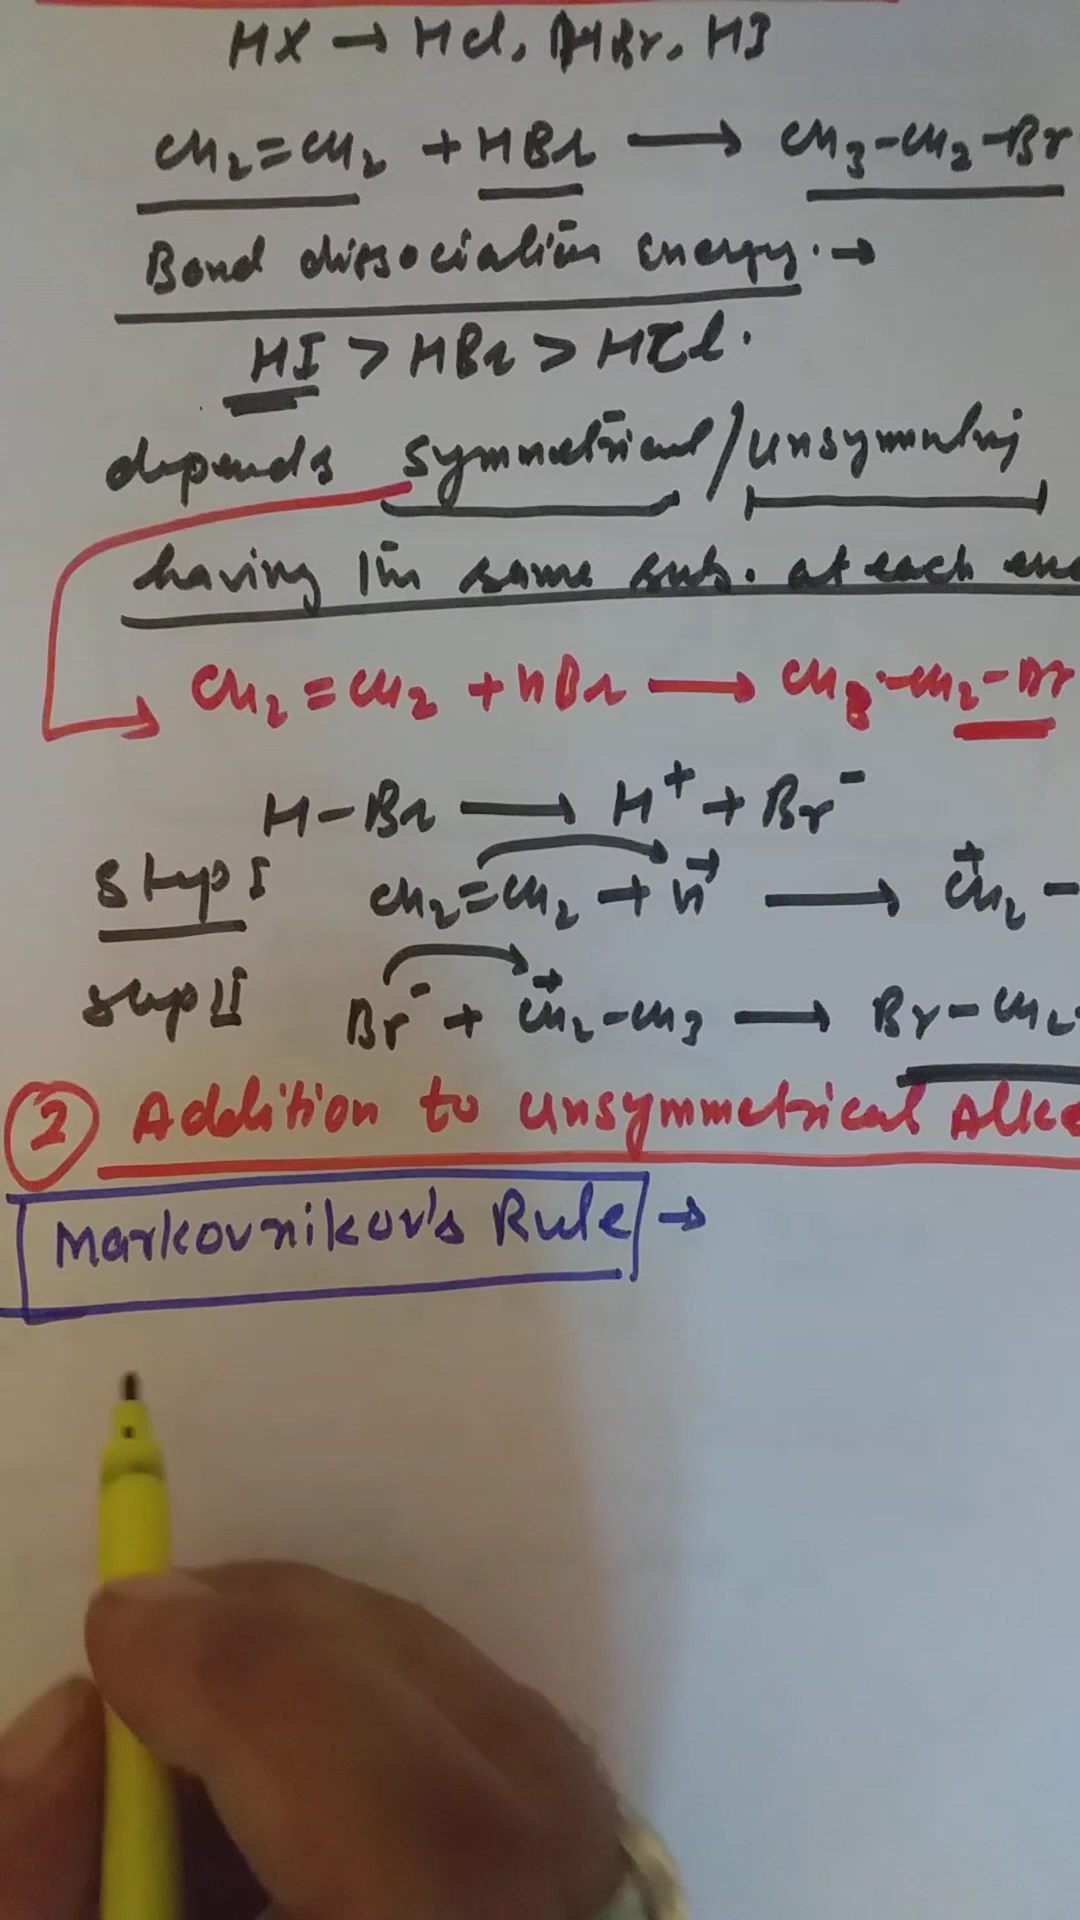 HX → HCl, HBr, HI
CH2=CH2 + HBr → CH3-CH2-Br
Bond dissociation energy. →
HI > HBr > HCl.
depends symmetrical/unsymmetri
having the same sub. at each en
CH2=CH2 + HBr → CH3-CH2-Br
H-Br → H+ + Br-
Step I CH2=CH2 + H+ → +CH2-
Step II Br- + +CH2-CH3 → Br-CH2-
2 Addition to unsymmetrical Alke
Markovnikov's Rule →